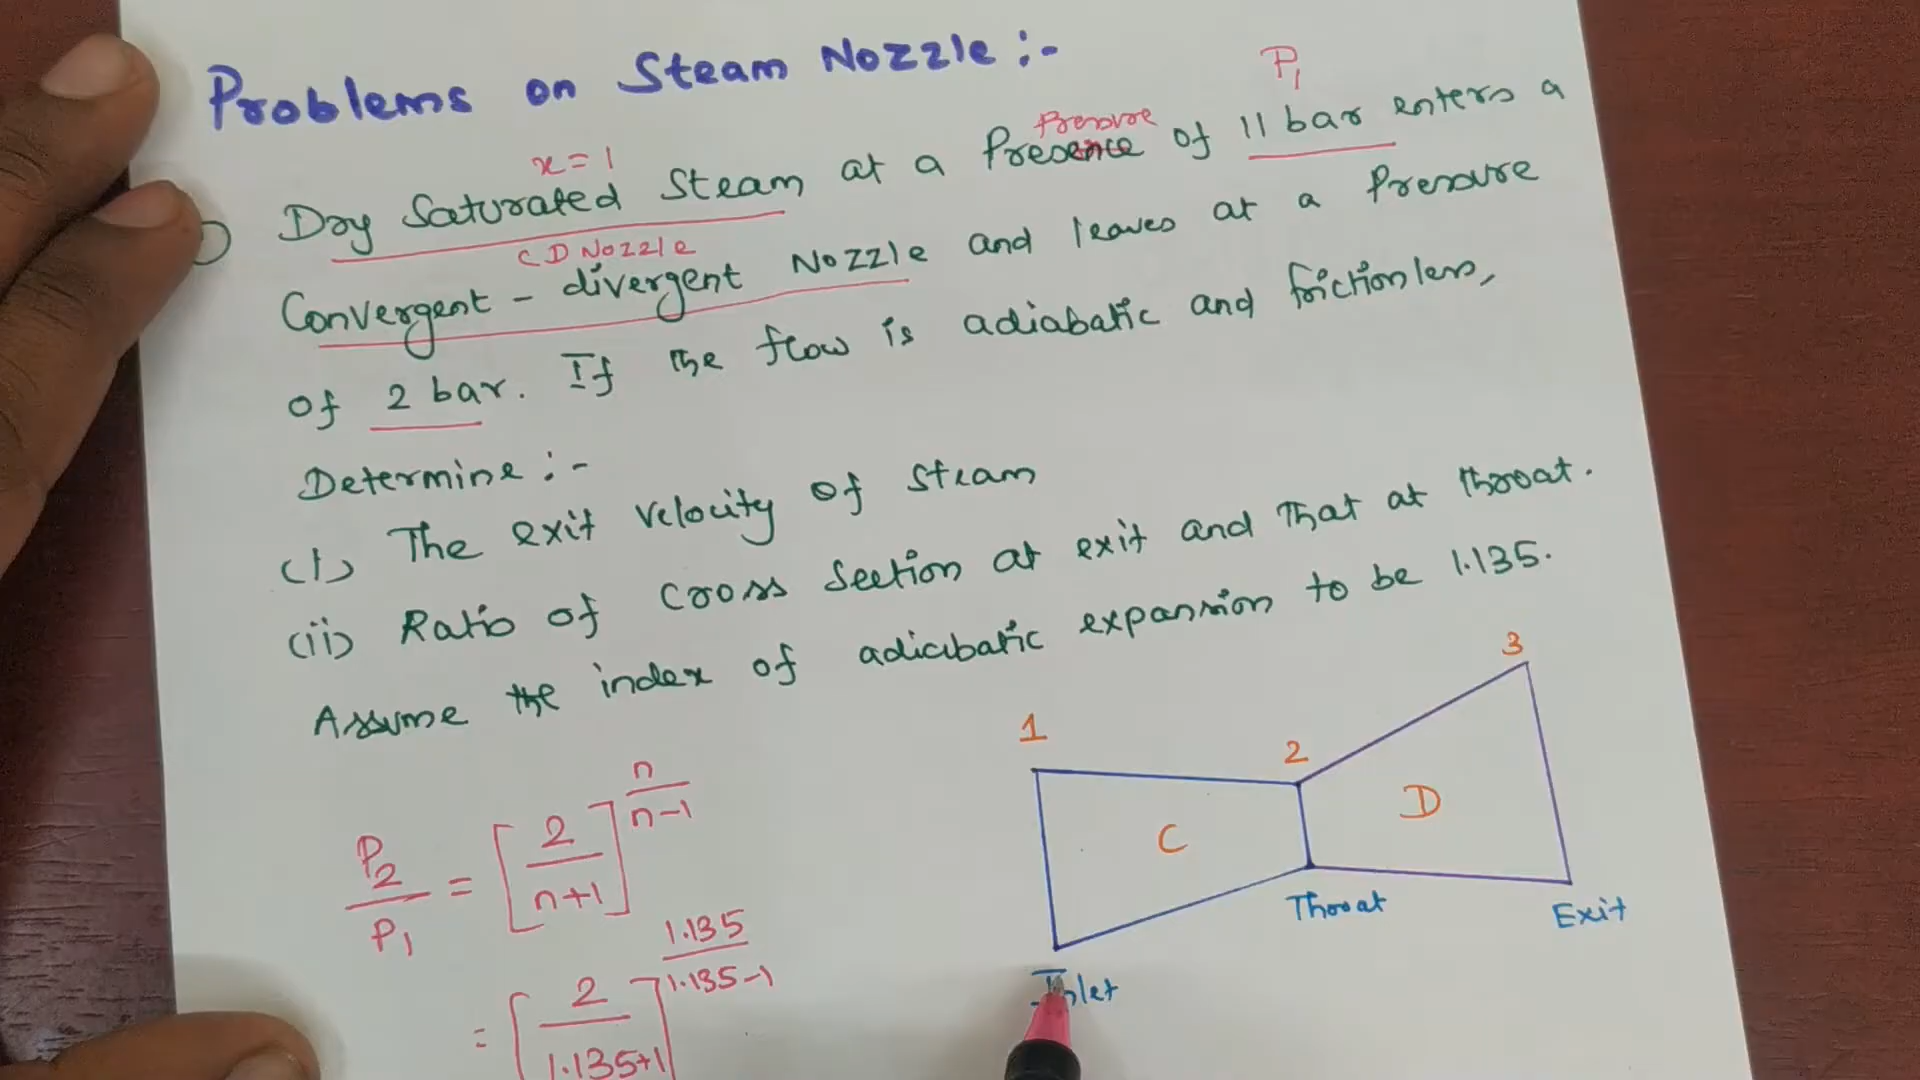 Problems on Steam Nozzle :-
P1
x = 1
Pressure
Dry Saturated Steam at a Presence of 11 bar enters a
CD Nozzle
Convergent - divergent Nozzle and leaves at a Pressure
of 2 bar. If the flow is adiabatic and frictionless,
Determine :-
(i) The exit velocity of Steam
(ii) Ratio of cross section at exit and that at throat.
Assume the index of adiabatic expansion to be 1.135.
P2/P1 = [2/n+1]^n/n-1
= [2/1.135+1]^1.135/1.135-1
1
2
3
C
D
Inlet
Throat
Exit